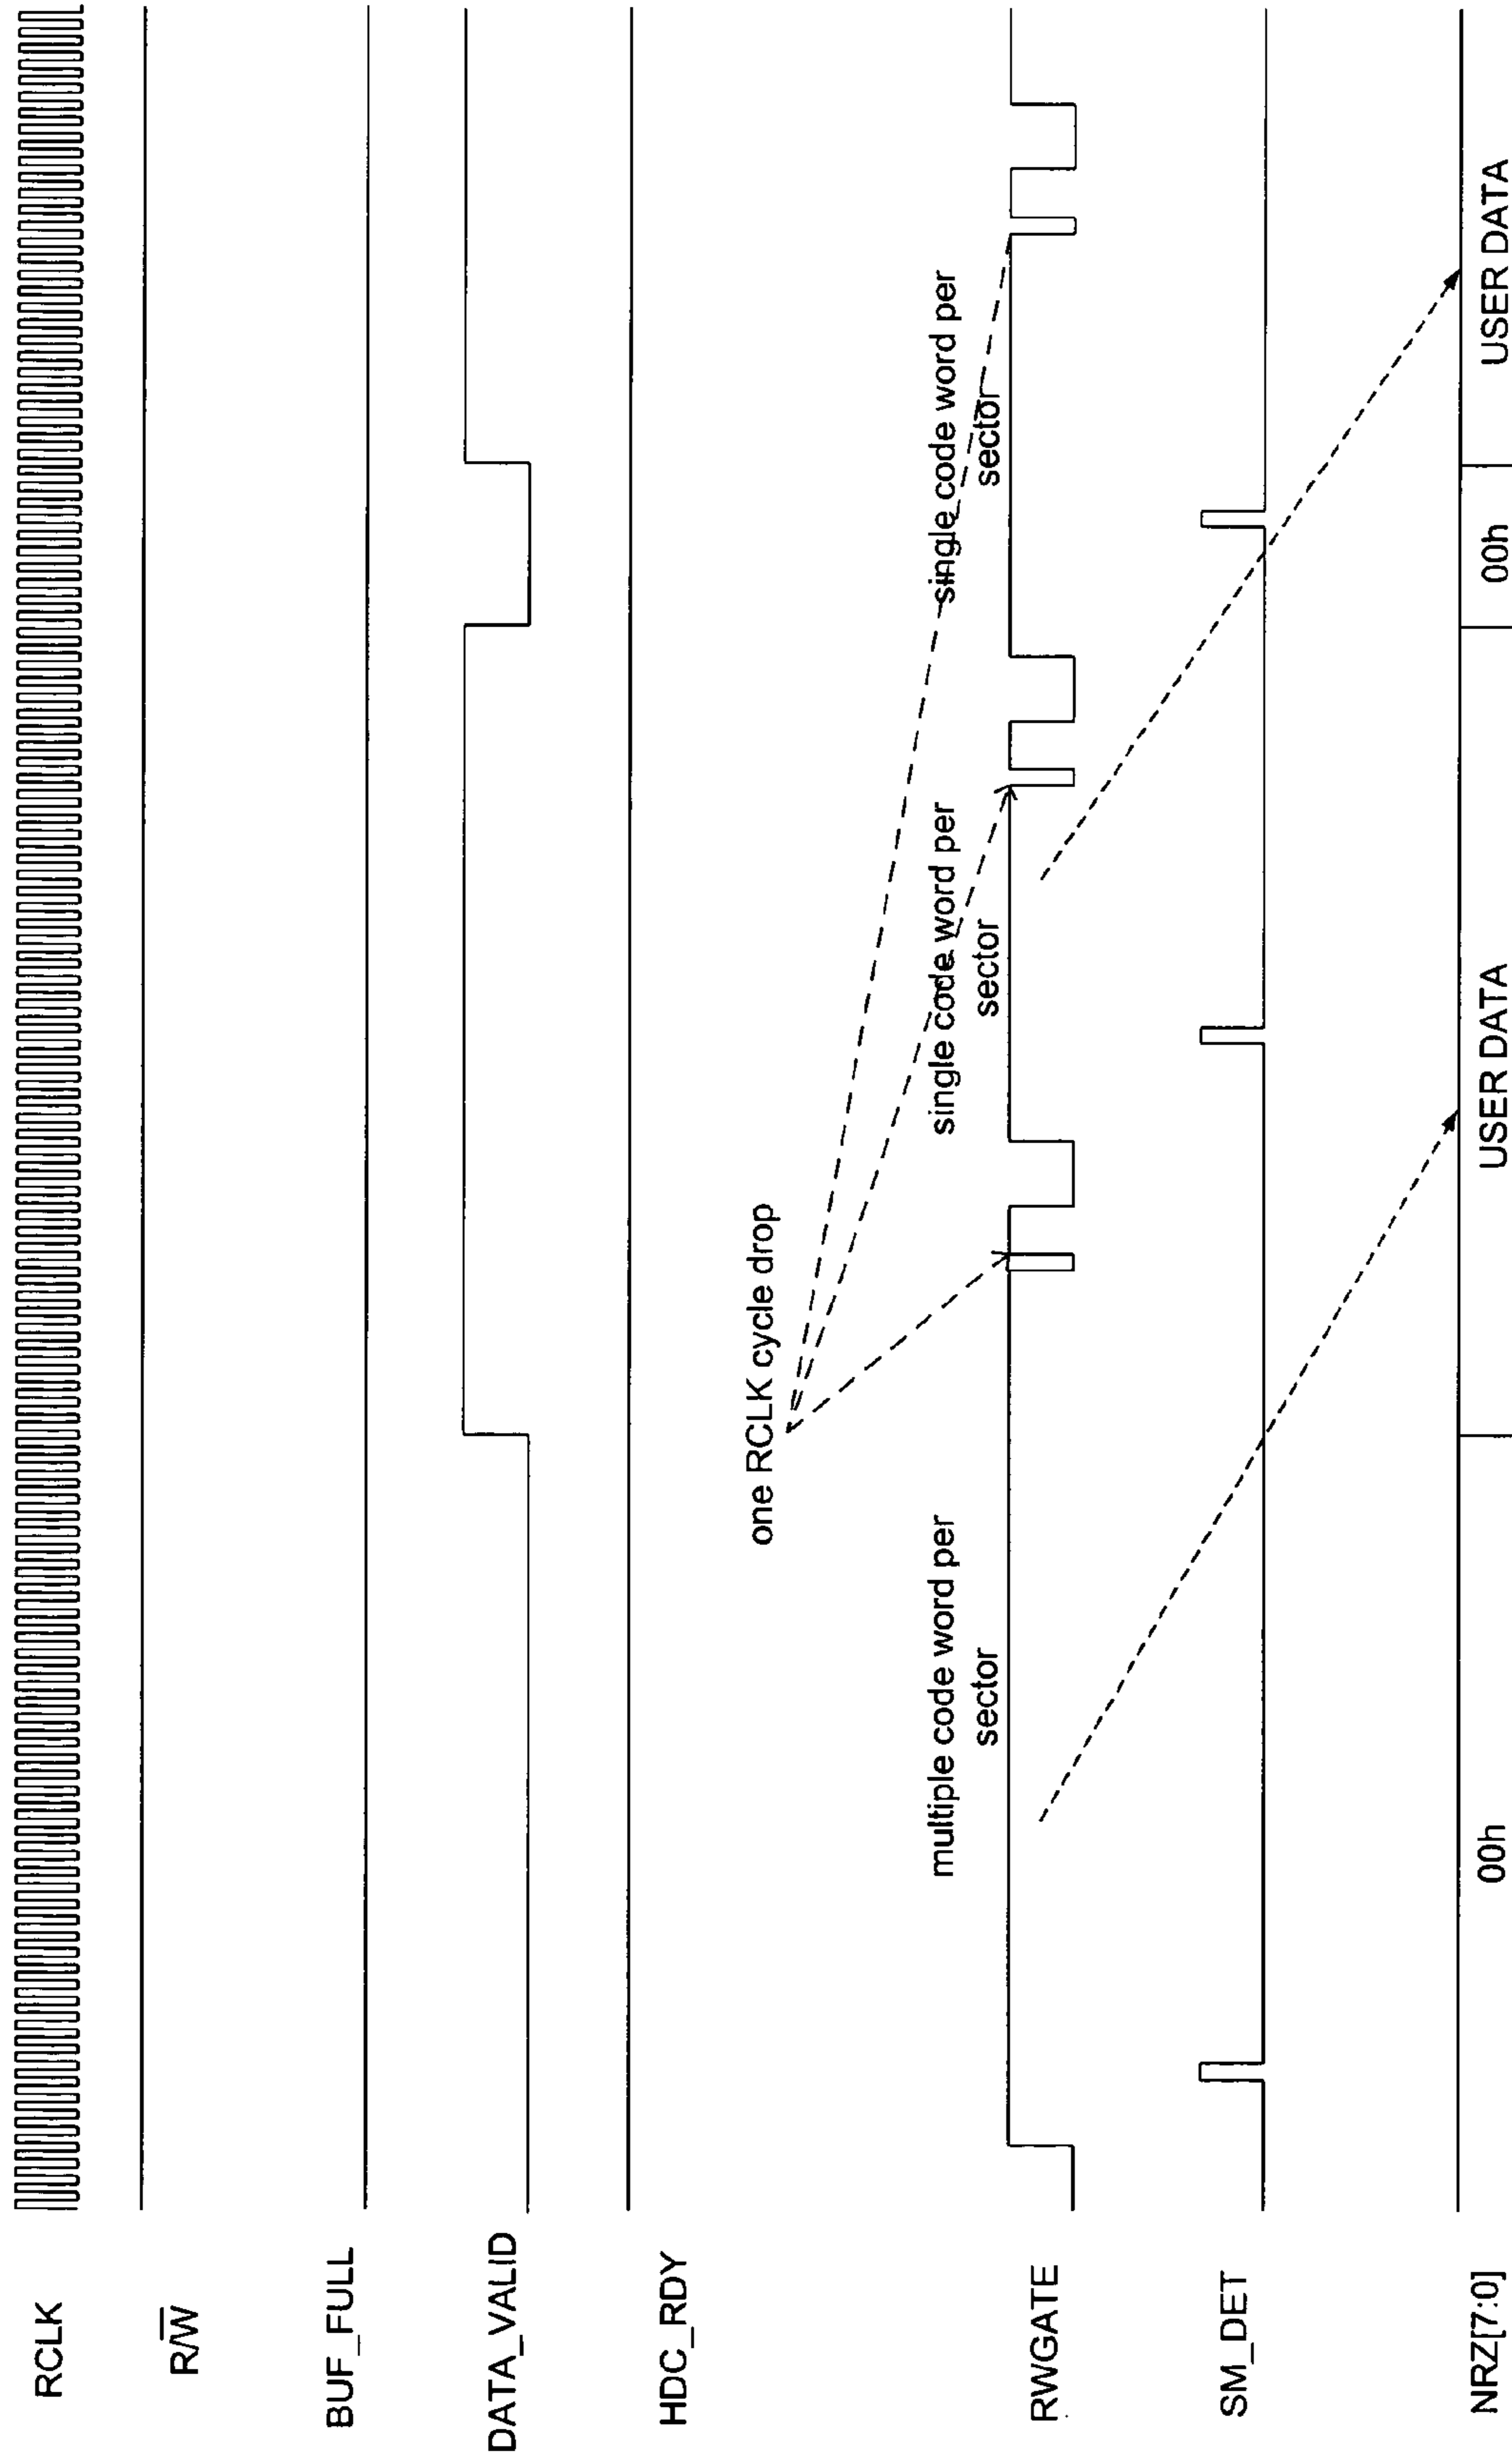 RCLK
R/W̅
BUF_FULL
DATA_VALID
HDC_RDY
one RCLK cycle drop
multiple code word per
sector
single code word per
sector
single code word per
sector
RWGATE
SM_DET
NRZ[7:0]
00h
USER DATA
00h
USER DATA